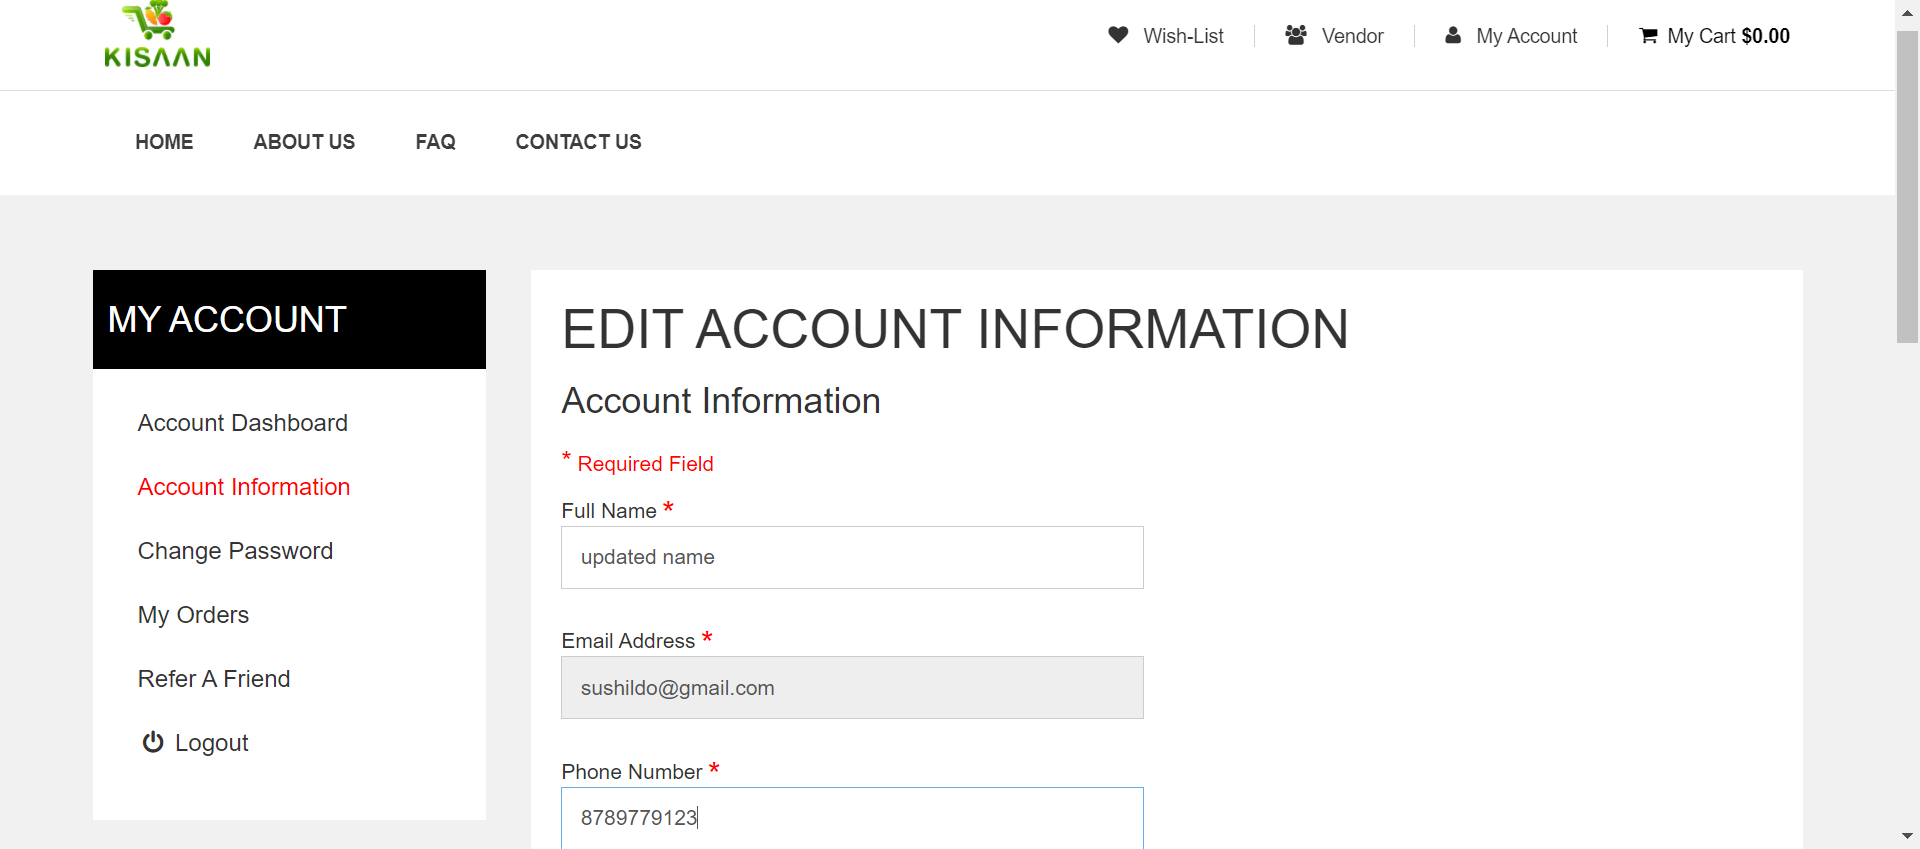 KISAAN
Wish-List
Vendor
My Account
My Cart $0.00
HOME
ABOUT US
FAQ
CONTACT US
MY ACCOUNT
Account Dashboard
Account Information
Change Password
My Orders
Refer A Friend
Logout
EDIT ACCOUNT INFORMATION
Account Information
* Required Field
Full Name *
updated name
Email Address *
sushildo@gmail.com
Phone Number *
8789779123